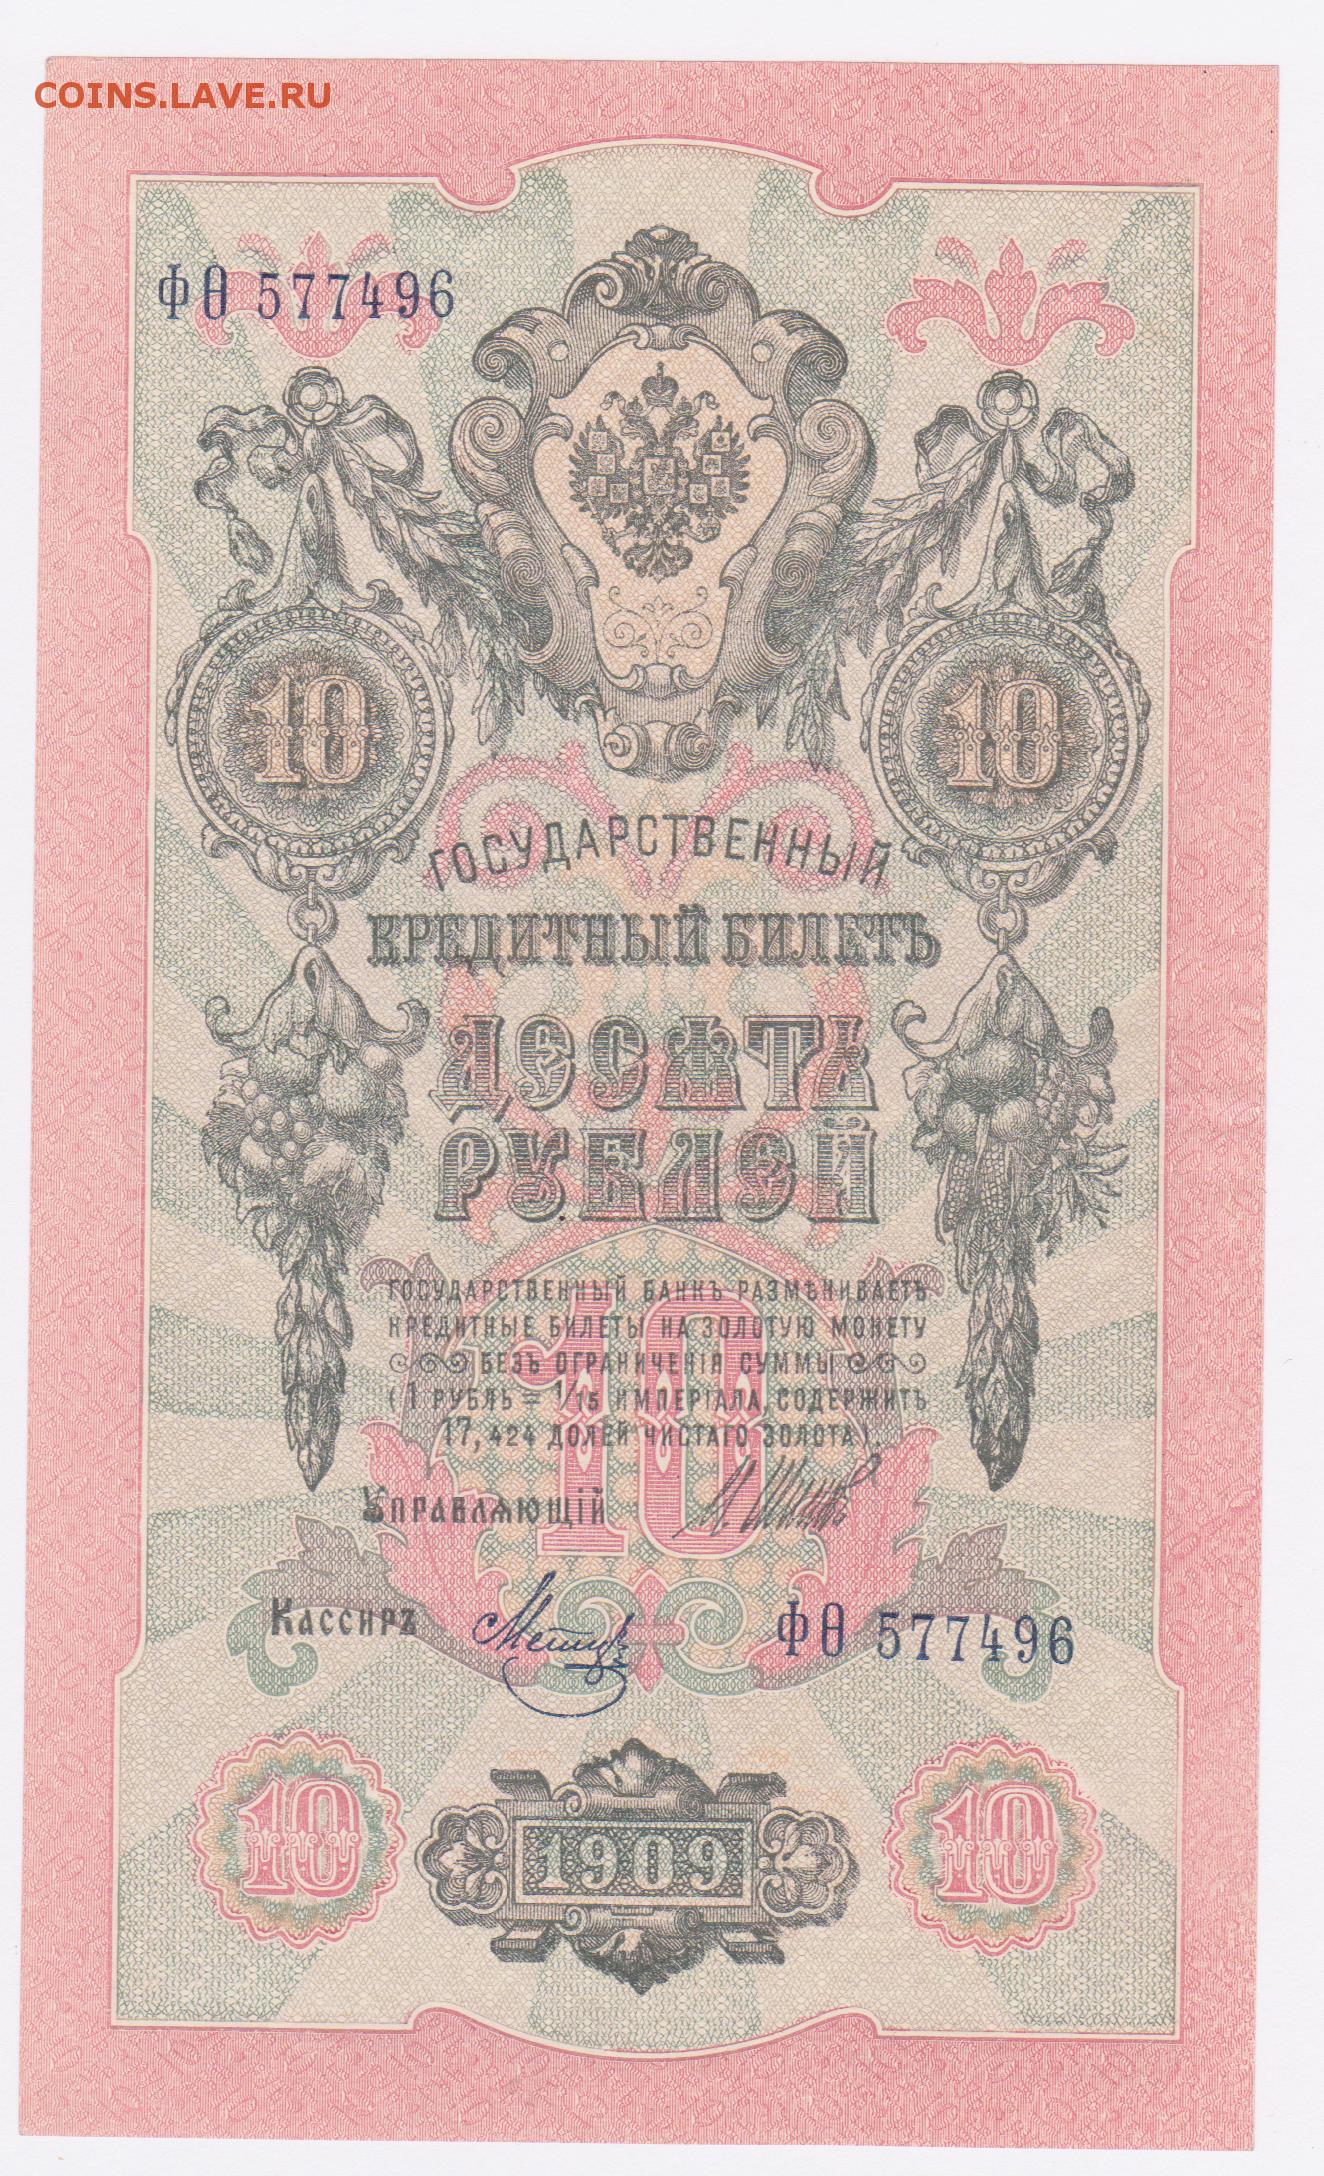 COINS.LAVE.RU
ФѲ 577496
10 10
ГОСУДАРСТВЕННЫЙ
КРЕДИТНЫЙ БИЛЕТЪ
ДЕСѦТЬ
РУБЛЕЙ
ГОСУДАРСТВЕННЫЙ БАНКЪ РАЗМѢНИВАЕТЪ
КРЕДИТНЫЕ БИЛЕТЫ НА ЗОЛОТУЮ МОНЕТУ
БЕЗЪ ОГРАНИЧЕНІЯ СУММЫ
(1 РУБЛЬ = 1/15 ИМПЕРІАЛА, СОДЕРЖИТЪ
17,424 ДОЛЕЙ ЧИСТАГО ЗОЛОТА).
10
УПРАВЛѦЮЩІЙ
КАССИРЪ
ФѲ 577496
10 1909 10